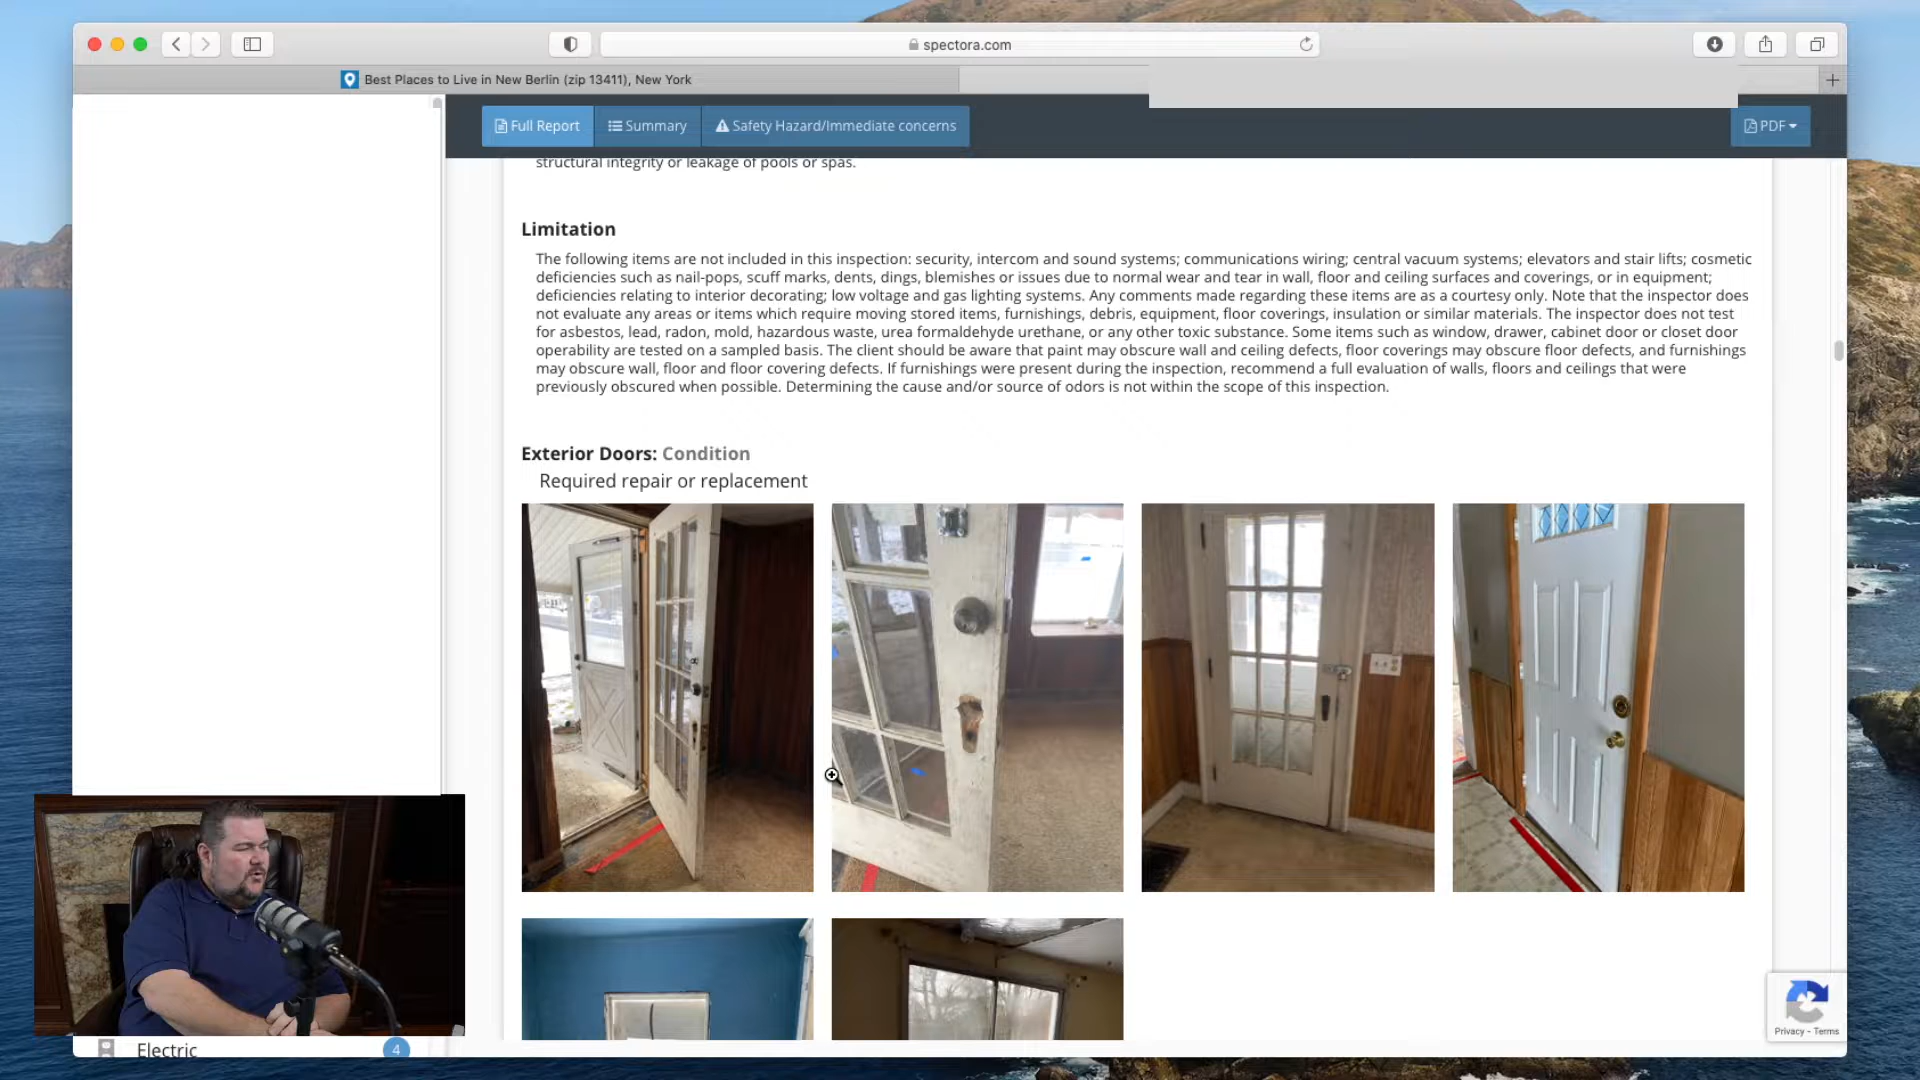 spectora.com
Best Places to Live in New Berlin (zip 13411), New York
Full Report
Summary
Safety Hazard/Immediate concerns
PDF
structural integrity or leakage of pools or spas.
Limitation
The following items are not included in this inspection: security, intercom and sound systems; communications wiring; central vacuum systems; elevators and stair lifts; cosmetic
deficiencies such as nail-pops, scuff marks, dents, dings, blemishes or issues due to normal wear and tear in wall, floor and ceiling surfaces and coverings, or in equipment;
deficiencies relating to interior decorating; low voltage and gas lighting systems. Any comments made regarding these items are as a courtesy only. Note that the inspector does
not evaluate any areas or items which require moving stored items, furnishings, debris, equipment, floor coverings, insulation or similar materials. The inspector does not test
for asbestos, lead, radon, mold, hazardous waste, urea formaldehyde urethane, or any other toxic substance. Some items such as window, drawer, cabinet door or closet door
operability are tested on a sampled basis. The client should be aware that paint may obscure wall and ceiling defects, floor coverings may obscure floor defects, and furnishings
may obscure wall, floor and floor covering defects. If furnishings were present during the inspection, recommend a full evaluation of walls, floors and ceilings that were
previously obscured when possible. Determining the cause and/or source of odors is not within the scope of this inspection.
Exterior Doors: Condition
Required repair or replacement
Privacy - Terms
Electric
4